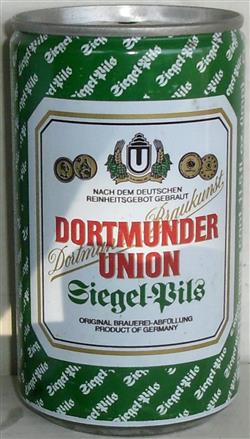 Siegel-Pils
U
NACH DEM DEUTSCHEN
REINHEITSGEBOT GEBRAUT
DORTMUNDER
Dortmunder Braukunst
UNION
Siegel-Pils
ORIGINAL BRAUEREI-ABFÜLLUNG
PRODUCT OF GERMANY